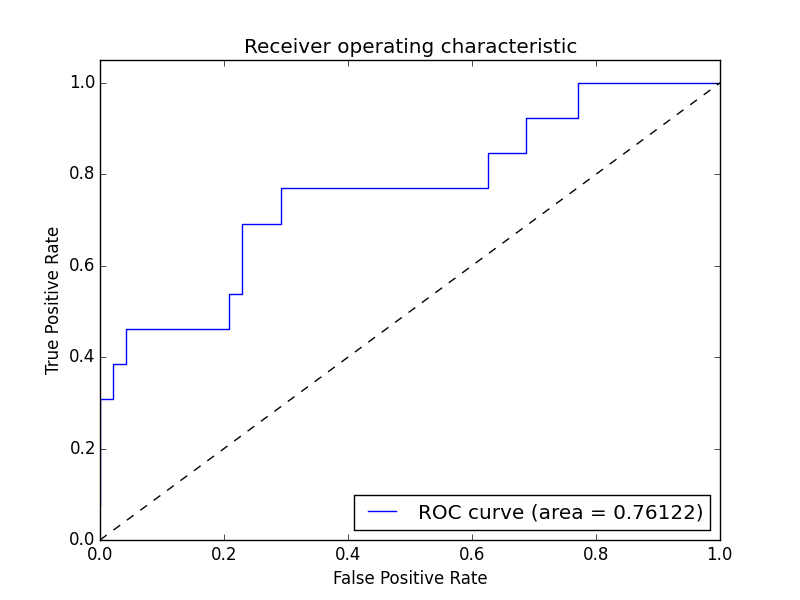 Receiver operating characteristic
True Positive Rate
1.0
0.8
0.6
0.4
0.2
0.0
ROC curve (area = 0.76122)
0.0 0.2 0.4 0.6 0.8 1.0
False Positive Rate